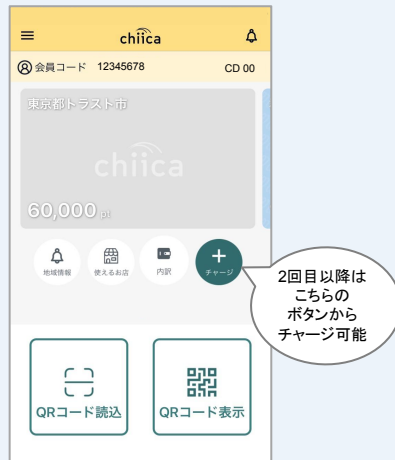 chiica
会員コード 12345678 CD 00
東京都トラスト市
chiica
60,000 pt
地域情報 使えるお店 内訳 チャージ
2回目以降は
こちらの
ボタンから
チャージ可能
QRコード読込 QRコード表示